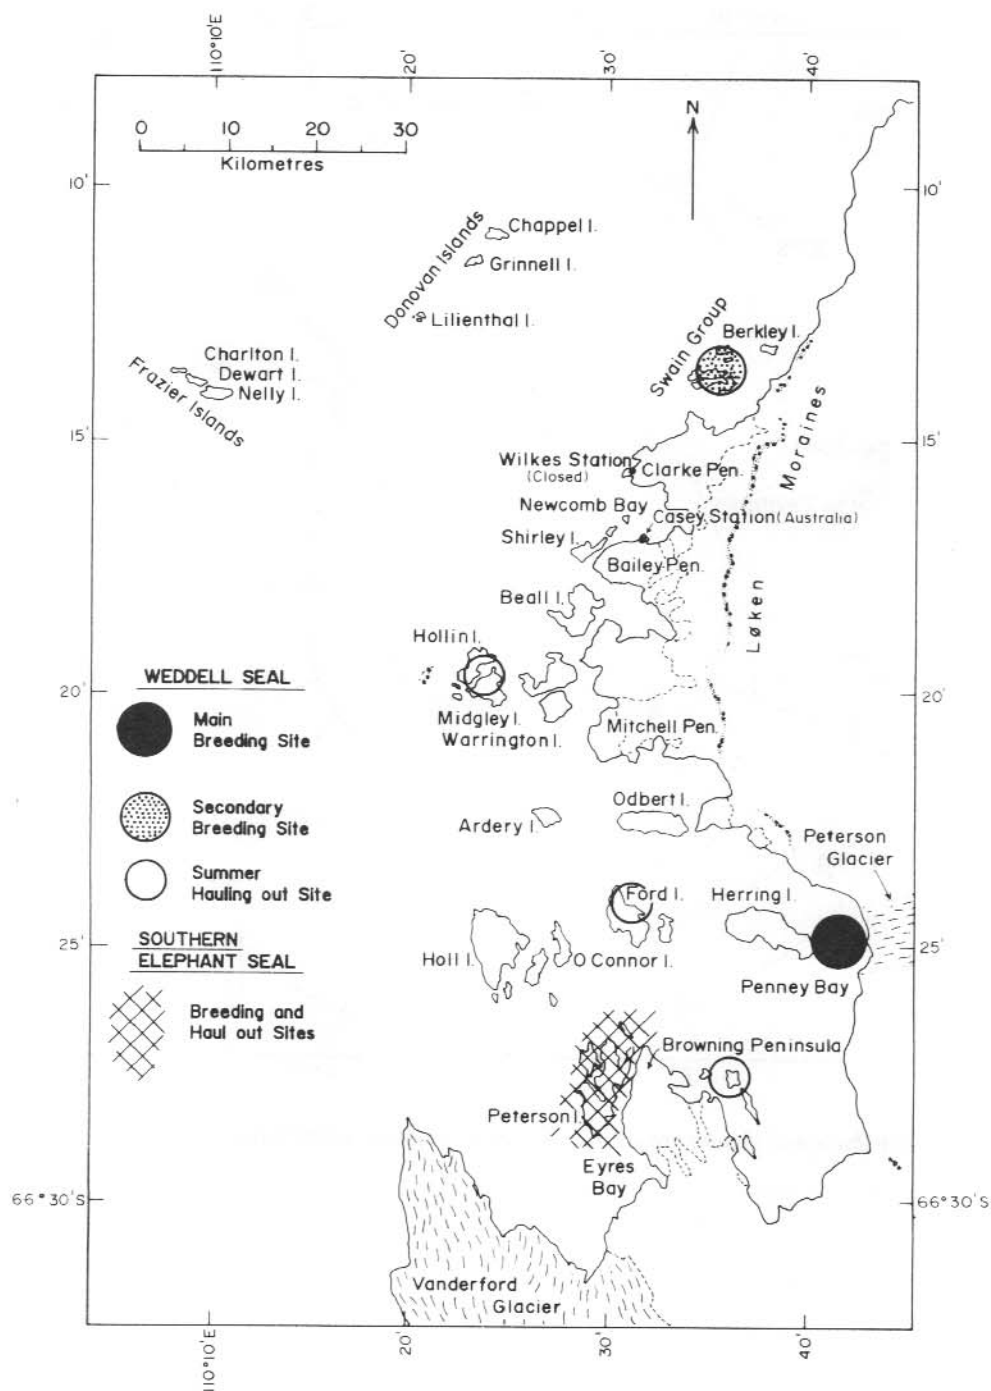 110°10'E
20'
30'
40'
N
0 10 20 30
Kilometres
10'
10'
Chappel I.
Donovan Islands
Grinnell I.
Lilienthal I.
Swain Group
Berkley I.
Charlton I.
Dewart I.
Nelly I.
Frazier Islands
15'
15'
Moraines
Wilkes Station
(Closed)
Clarke Pen.
Newcomb Bay
Casey Station (Australia)
Shirley I.
Bailey Pen.
Beall I.
Løken
Hollin I.
WEDDELL SEAL
20'
20'
Main
Breeding Site
Midgley I.
Warrington I.
Mitchell Pen.
Secondary
Breeding Site
Ardery I.
Odbert I.
Peterson
Glacier
Summer
Hauling out Site
Ford I.
Herring I.
SOUTHERN
ELEPHANT SEAL
25'
25'
Holl I.
O Connor I.
Penney Bay
Breeding and
Haul out Sites
Browning Peninsula
Peterson I.
Eyres
Bay
66°30'S
66°30'S
Vanderford
Glacier
110°10'E
20'
30'
40'